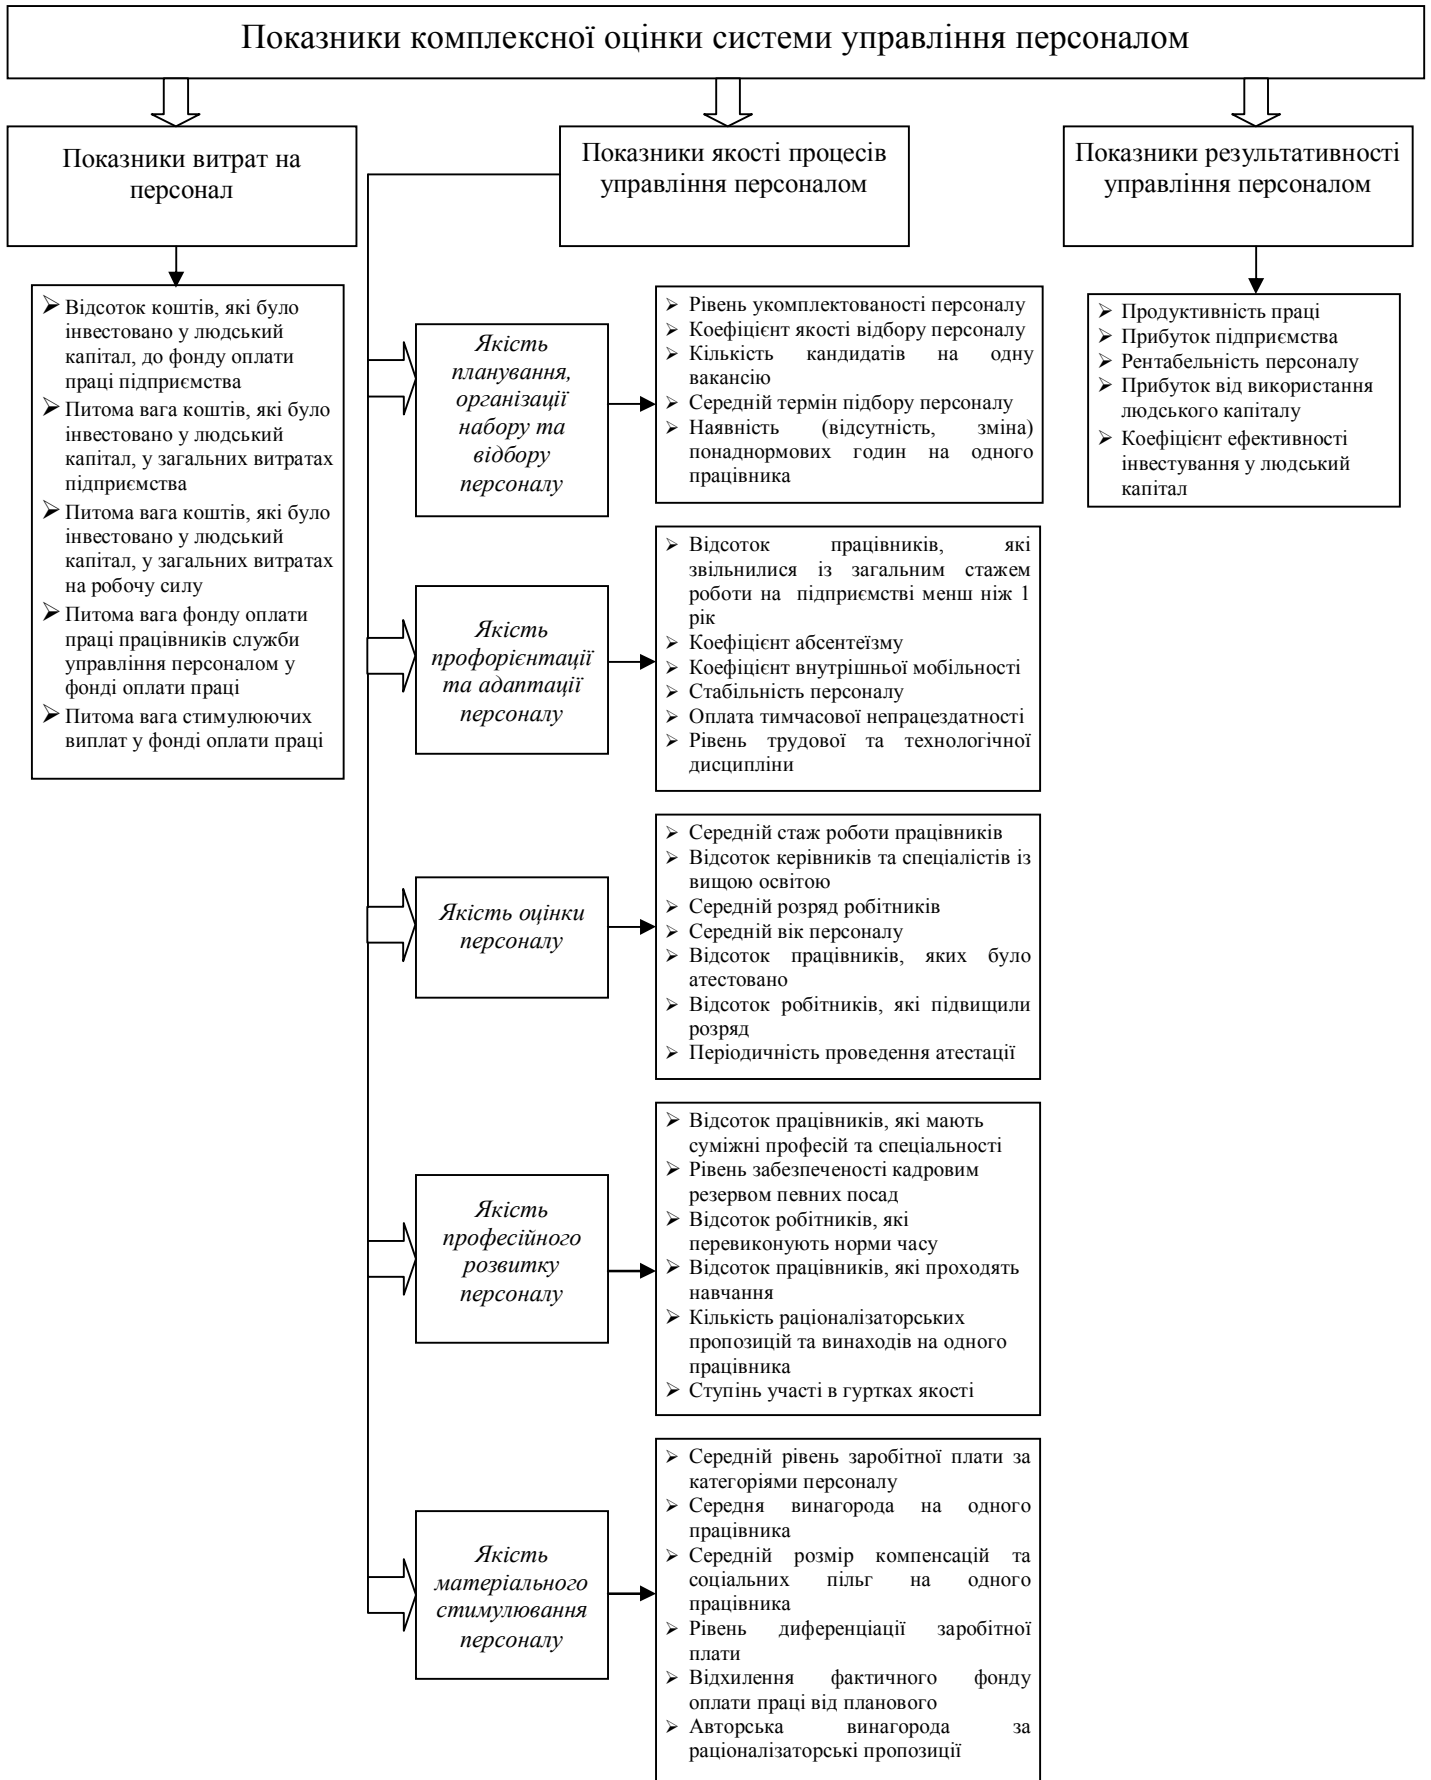 Показники комплексної оцінки системи управління персоналом
Показники витрат на
персонал
Показники якості процесів
управління персоналом
Показники результативності
управління персоналом
➢ Відсоток коштів, які було
інвестовано у людський
капітал, до фонду оплати
праці підприємства
➢ Питома вага коштів, які було
інвестовано у людський
капітал, у загальних витратах
підприємства
➢ Питома вага коштів, які було
інвестовано у людський
капітал, у загальних витратах
на робочу силу
➢ Питома вага фонду оплати
праці працівників служби
управління персоналом у
фонді оплати праці
➢ Питома вага стимулюючих
виплат у фонді оплати праці
Якість
планування,
організації
набору та
відбору
персоналу
➢ Рівень укомплектованості персоналу
➢ Коефіцієнт якості відбору персоналу
➢ Кількість кандидатів на одну
вакансію
➢ Середній термін підбору персоналу
➢ Наявність (відсутність, зміна)
понаднормових годин на одного
працівника
➢ Продуктивність праці
➢ Прибуток підприємства
➢ Рентабельність персоналу
➢ Прибуток від використання
людського капіталу
➢ Коефіцієнт ефективності
інвестування у людський
капітал
Якість
профорієнтації
та адаптації
персоналу
➢ Відсоток працівників, які
звільнилися із загальним стажем
роботи на підприємстві менш ніж 1
рік
➢ Коефіцієнт абсентеїзму
➢ Коефіцієнт внутрішньої мобільності
➢ Стабільність персоналу
➢ Оплата тимчасової непрацездатності
➢ Рівень трудової та технологічної
дисципліни
Якість оцінки
персоналу
➢ Середній стаж роботи працівників
➢ Відсоток керівників та спеціалістів із
вищою освітою
➢ Середній розряд робітників
➢ Середній вік персоналу
➢ Відсоток працівників, яких було
атестовано
➢ Відсоток робітників, які підвищили
розряд
➢ Періодичність проведення атестації
Якість
професійного
розвитку
персоналу
➢ Відсоток працівників, які мають
суміжні професій та спеціальності
➢ Рівень забезпеченості кадровим
резервом певних посад
➢ Відсоток робітників, які
перевиконують норми часу
➢ Відсоток працівників, які проходять
навчання
➢ Кількість раціоналізаторських
пропозицій та винаходів на одного
працівника
➢ Ступінь участі в гуртках якості
Якість
матеріального
стимулювання
персоналу
➢ Середній рівень заробітної плати за
категоріями персоналу
➢ Середня винагорода на одного
працівника
➢ Середній розмір компенсацій та
соціальних пільг на одного
працівника
➢ Рівень диференціації заробітної
плати
➢ Відхилення фактичного фонду
оплати праці від планового
➢ Авторська винагорода за
раціоналізаторські пропозиції